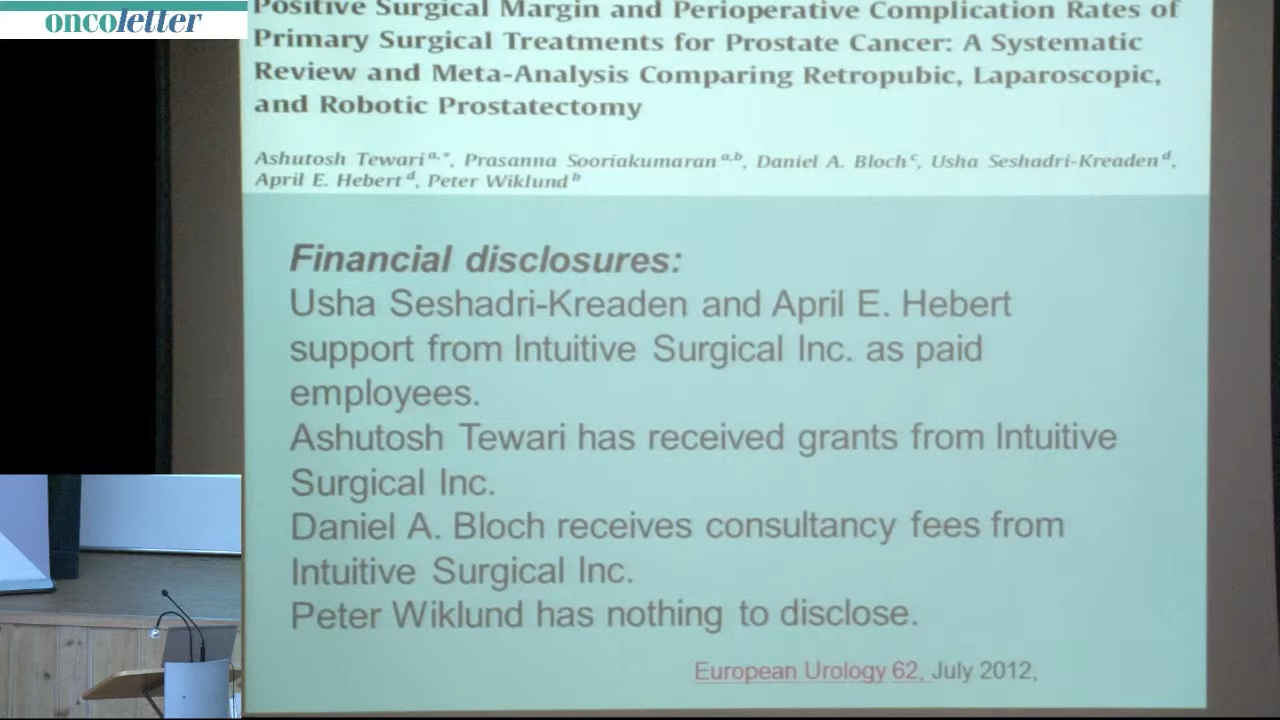 oncoletter
Positive Surgical Margin and Perioperative Complication Rates of
Primary Surgical Treatments for Prostate Cancer: A Systematic
Review and Meta-Analysis Comparing Retropubic, Laparoscopic,
and Robotic Prostatectomy
Ashutosh Tewari a,*, Prasanna Sooriakumaran a,b, Daniel A. Bloch c, Usha Seshadri-Kreaden d,
April E. Hebert d, Peter Wiklund b
Financial disclosures:
Usha Seshadri-Kreaden and April E. Hebert
support from Intuitive Surgical Inc. as paid
employees.
Ashutosh Tewari has received grants from Intuitive
Surgical Inc.
Daniel A. Bloch receives consultancy fees from
Intuitive Surgical Inc.
Peter Wiklund has nothing to disclose.
European Urology 62, July 2012,